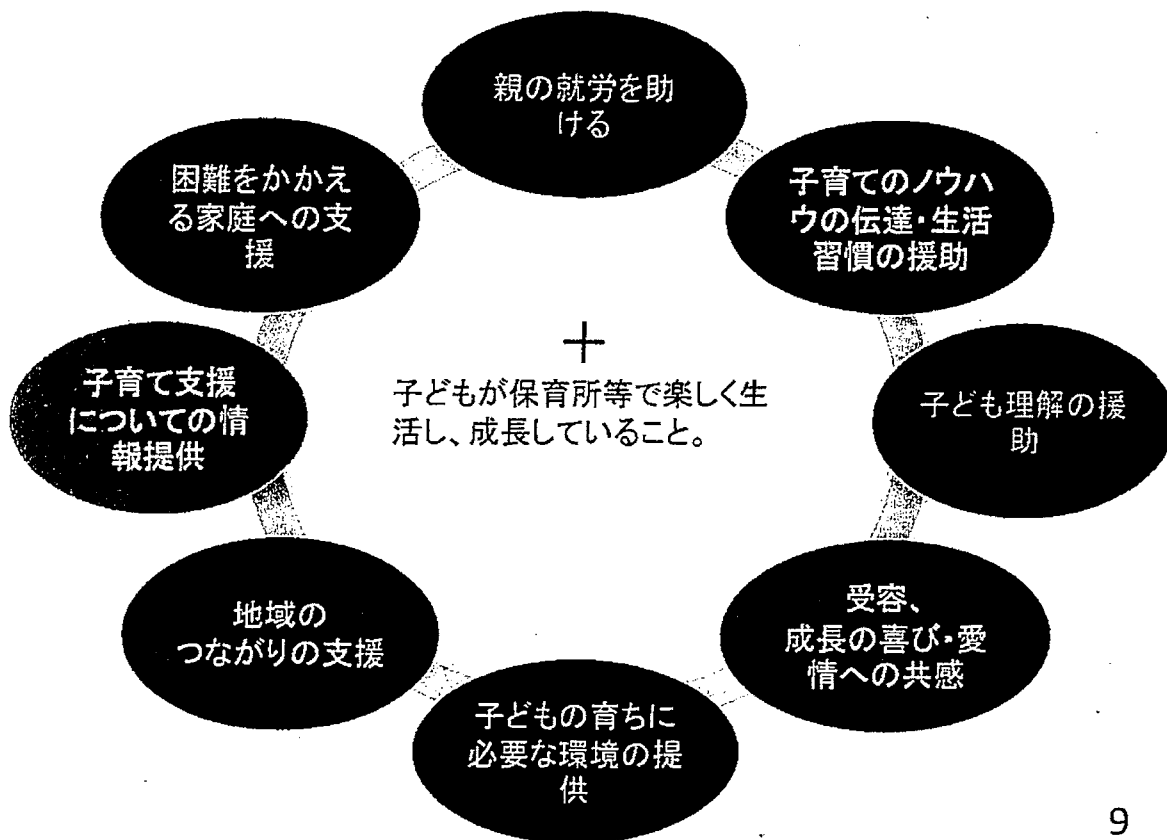 親の就労を助
ける
子育てのノウハ
ウの伝達・生活
習慣の援助
子ども理解の援
助
受容、
成長の喜び・愛
情への共感
子どもの育ちに
必要な環境の提
供
地域の
つながりの支援
子育て支援
についての情
報提供
困難をかかえ
る家庭への支
援
＋
子どもが保育所等で楽しく生
活し、成長していること。
9